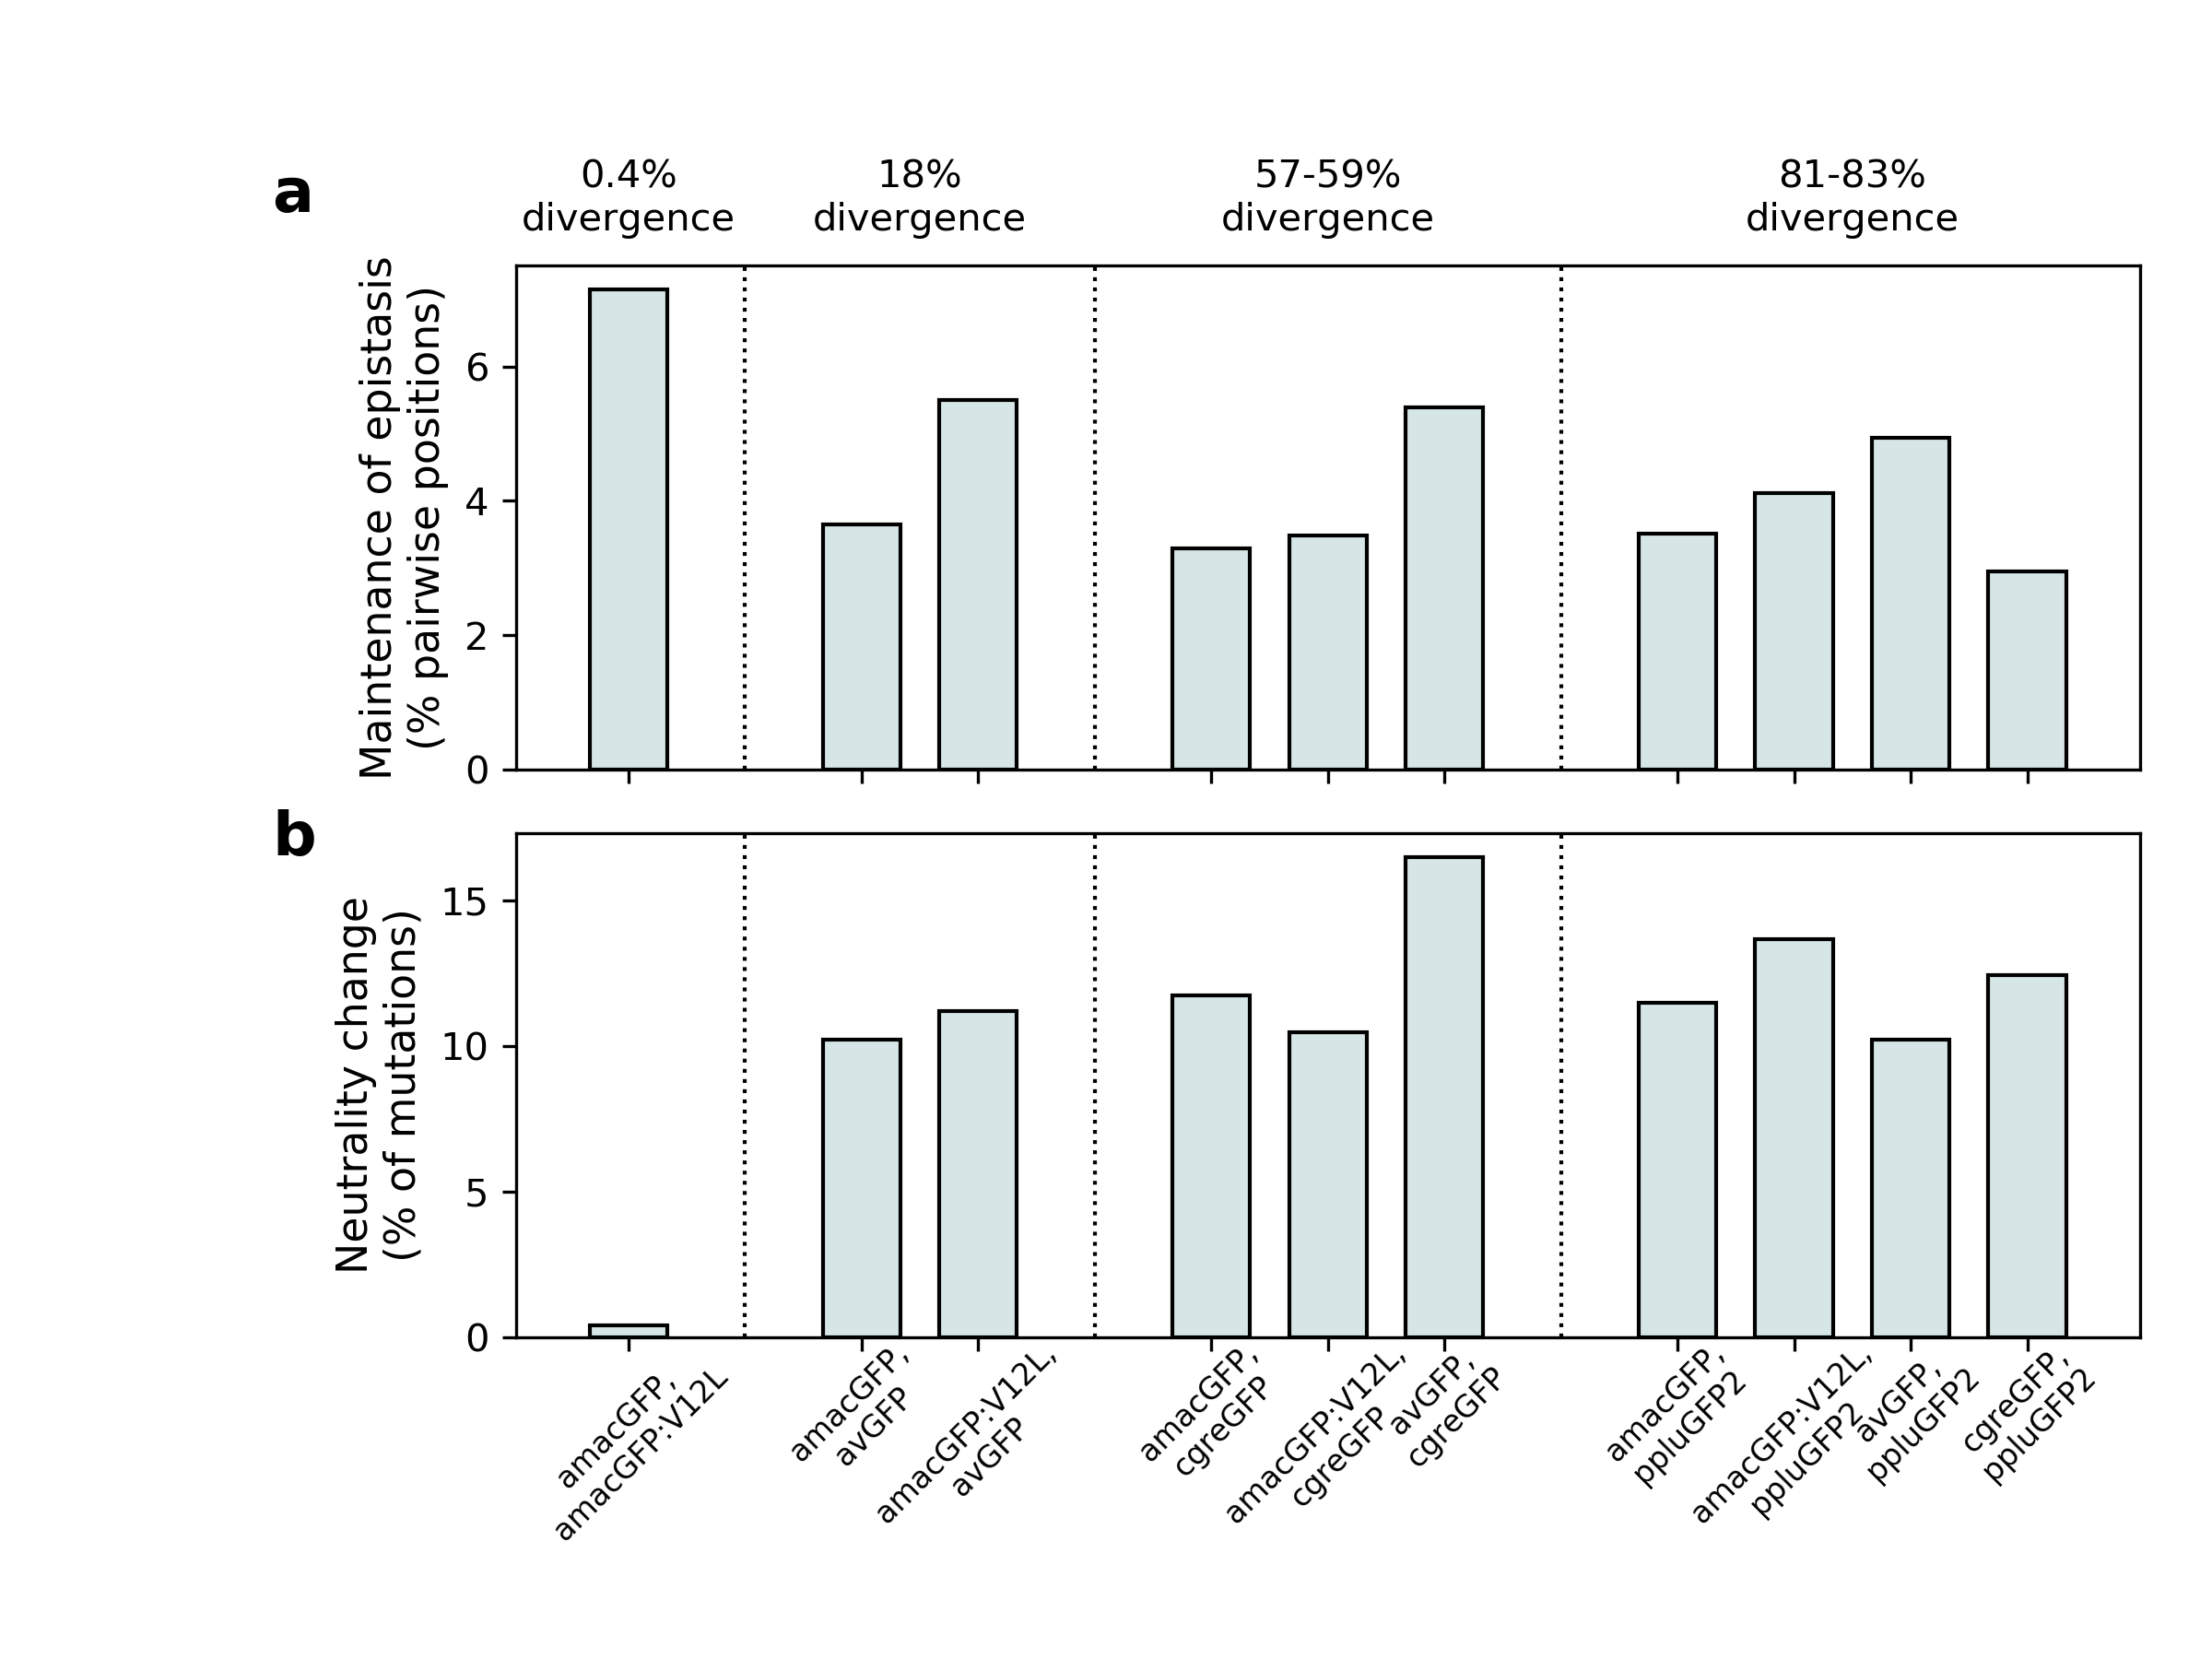 a
0.4%
divergence
18%
divergence
57-59%
divergence
81-83%
divergence
Maintenance of epistasis
(% pairwise positions)
6
4
2
0
b
Neutrality change
(% of mutations)
15
10
5
0
amacGFP,
amacGFP:V12L
amacGFP,
avGFP
amacGFP:V12L,
avGFP
amacGFP,
cgreGFP
amacGFP:V12L,
cgreGFP
avGFP,
cgreGFP
amacGFP,
ppluGFP2
amacGFP:V12L,
ppluGFP2
avGFP,
ppluGFP2
cgreGFP,
ppluGFP2